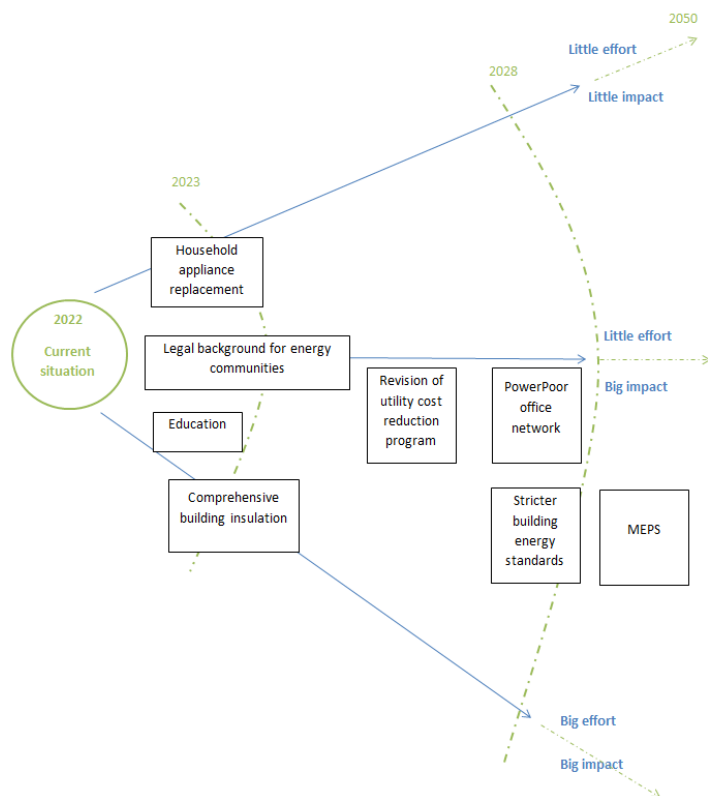 2050
Little effort
2028
Little impact
2023
Household
appliance
replacement
2022
Current
situation
Legal background for energy
communities
Little effort
Big impact
Revision of
utility cost
reduction
program
PowerPoor
office
network
Education
Comprehensive
building insulation
Stricter
building
energy
standards
MEPS
Big effort
Big impact